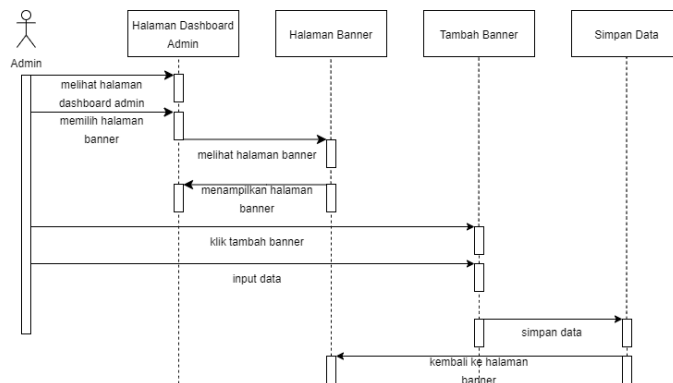 Halaman Dashboard
Admin
Halaman Banner
Tambah Banner
Simpan Data
Admin
melihat halaman
dashboard admin
memilih halaman
banner
melihat halaman banner
menampilkan halaman
banner
klik tambah banner
input data
simpan data
kembali ke halaman
banner